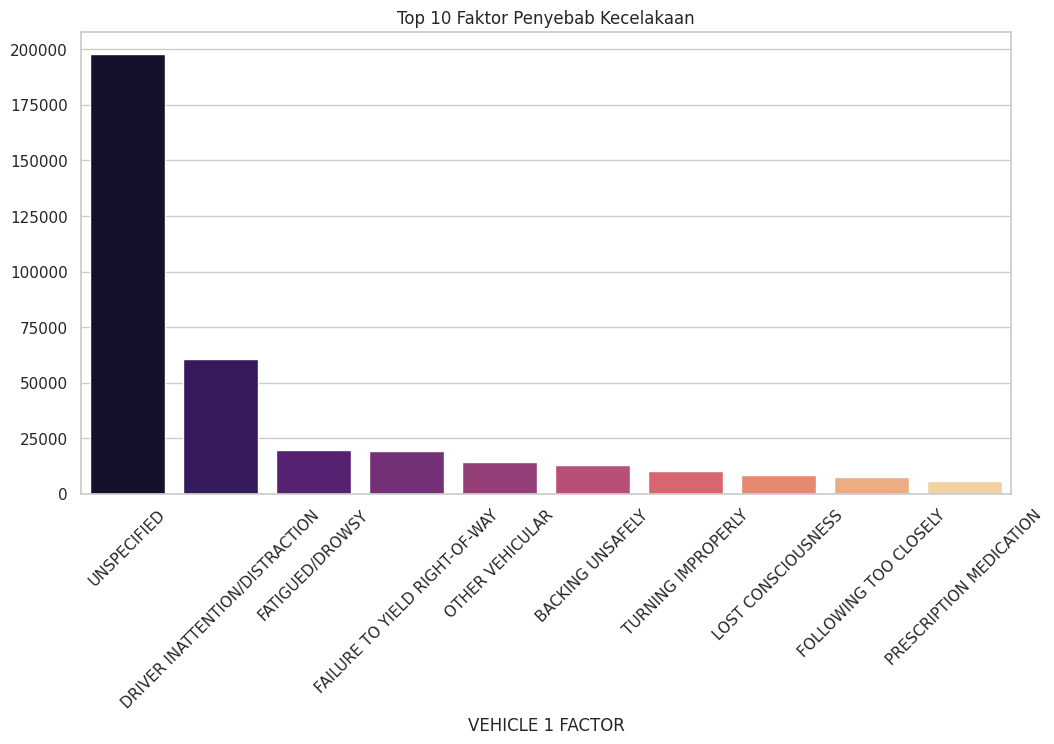 Top 10 Faktor Penyebab Kecelakaan
200000
175000
150000
125000
100000
75000
50000
25000
0
UNSPECIFIED
DRIVER INATTENTION/DISTRACTION
FATIGUED/DROWSY
FAILURE TO YIELD RIGHT-OF-WAY
OTHER VEHICULAR
BACKING UNSAFELY
TURNING IMPROPERLY
LOST CONSCIOUSNESS
FOLLOWING TOO CLOSELY
PRESCRIPTION MEDICATION
VEHICLE 1 FACTOR